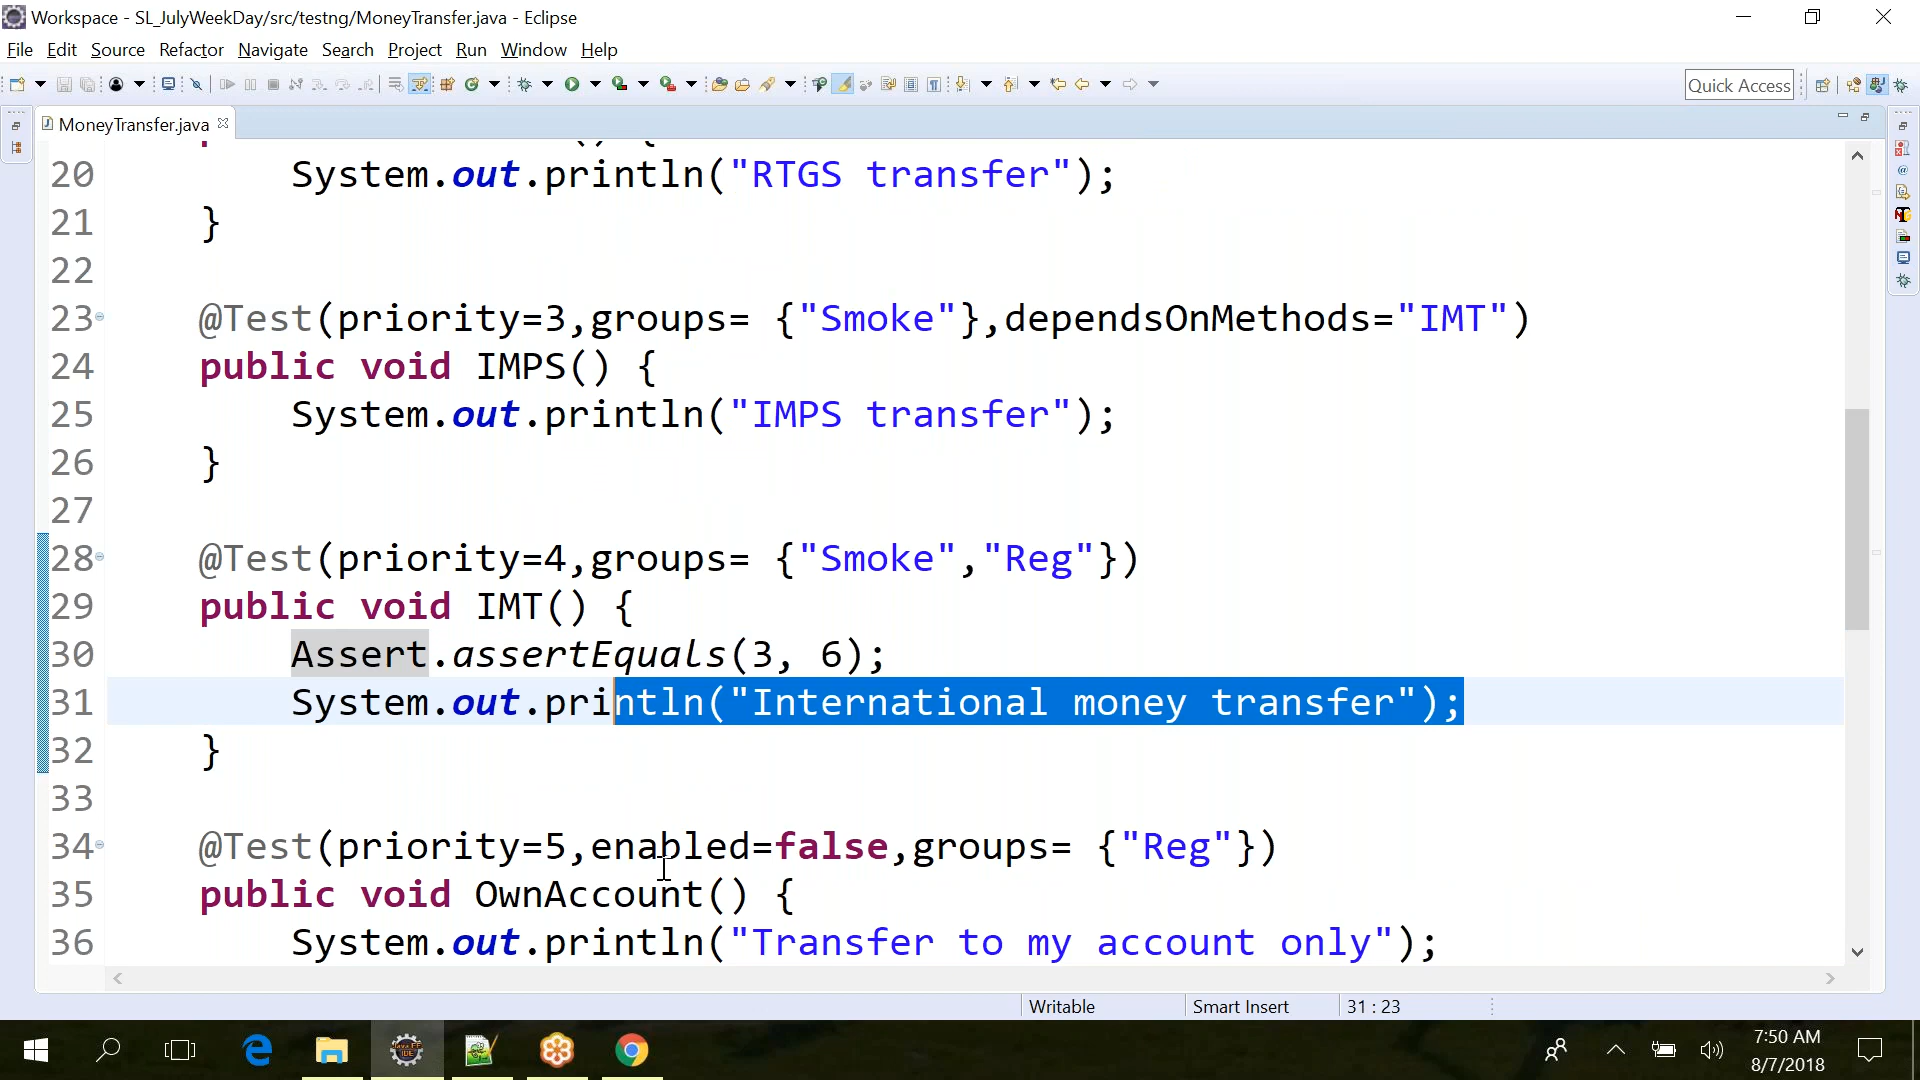 Workspace - SL_JulyWeekDay/src/testng/MoneyTransfer.java - Eclipse
File Edit Source Refactor Navigate Search Project Run Window Help
Quick Access
MoneyTransfer.java
20 System.out.println("RTGS transfer");
21 }
22
23 @Test(priority=3,groups= {"Smoke"},dependsOnMethods="IMT")
24 public void IMPS() {
25 System.out.println("IMPS transfer");
26 }
27
28 @Test(priority=4,groups= {"Smoke","Reg"})
29 public void IMT() {
30 Assert.assertEquals(3, 6);
31 System.out.println("International money transfer");
32 }
33
34 @Test(priority=5,enabled=false,groups= {"Reg"})
35 public void OwnAccount() {
36 System.out.println("Transfer to my account only");
Writable Smart Insert 31 : 23
7:50 AM
8/7/2018